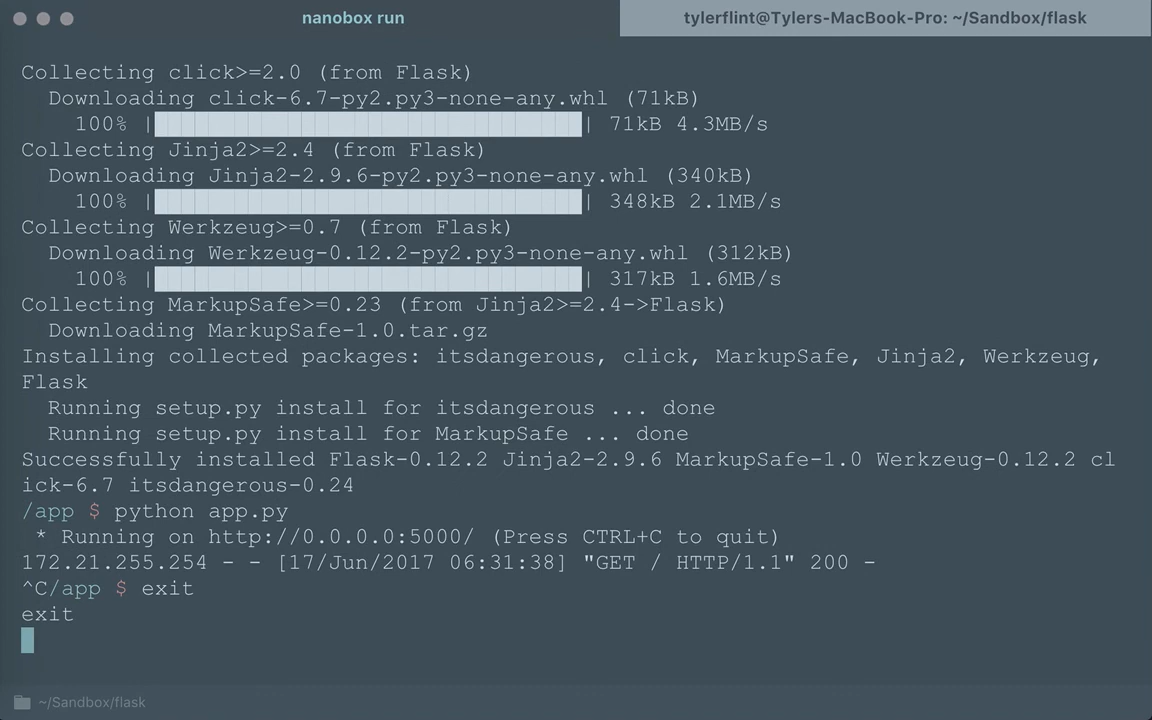 nanobox run
tylerflint@Tylers-MacBook-Pro: ~/Sandbox/flask
Collecting click>=2.0 (from Flask)
  Downloading click-6.7-py2.py3-none-any.whl (71kB)
    100% |████████████████████████████████| 71kB 4.3MB/s
Collecting Jinja2>=2.4 (from Flask)
  Downloading Jinja2-2.9.6-py2.py3-none-any.whl (340kB)
    100% |████████████████████████████████| 348kB 2.1MB/s
Collecting Werkzeug>=0.7 (from Flask)
  Downloading Werkzeug-0.12.2-py2.py3-none-any.whl (312kB)
    100% |████████████████████████████████| 317kB 1.6MB/s
Collecting MarkupSafe>=0.23 (from Jinja2>=2.4->Flask)
  Downloading MarkupSafe-1.0.tar.gz
Installing collected packages: itsdangerous, click, MarkupSafe, Jinja2, Werkzeug,
Flask
  Running setup.py install for itsdangerous ... done
  Running setup.py install for MarkupSafe ... done
Successfully installed Flask-0.12.2 Jinja2-2.9.6 MarkupSafe-1.0 Werkzeug-0.12.2 cl
ick-6.7 itsdangerous-0.24
/app $ python app.py
 * Running on http://0.0.0.0:5000/ (Press CTRL+C to quit)
172.21.255.254 - - [17/Jun/2017 06:31:38] "GET / HTTP/1.1" 200 -
^C/app $ exit
exit
~/Sandbox/flask